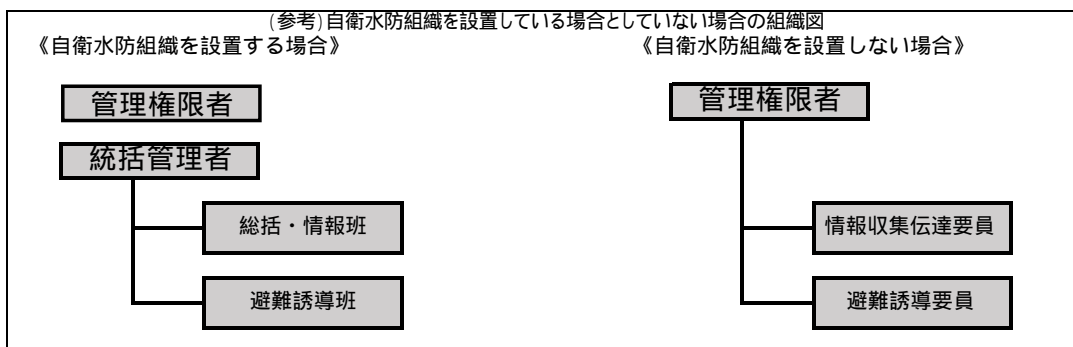 (参考)自衛水防組織を設置している場合としていない場合の組織図
《自衛水防組織を設置する場合》
管理権限者
統括管理者
総括・情報班
避難誘導班
《自衛水防組織を設置しない場合》
管理権限者
情報収集伝達要員
避難誘導要員